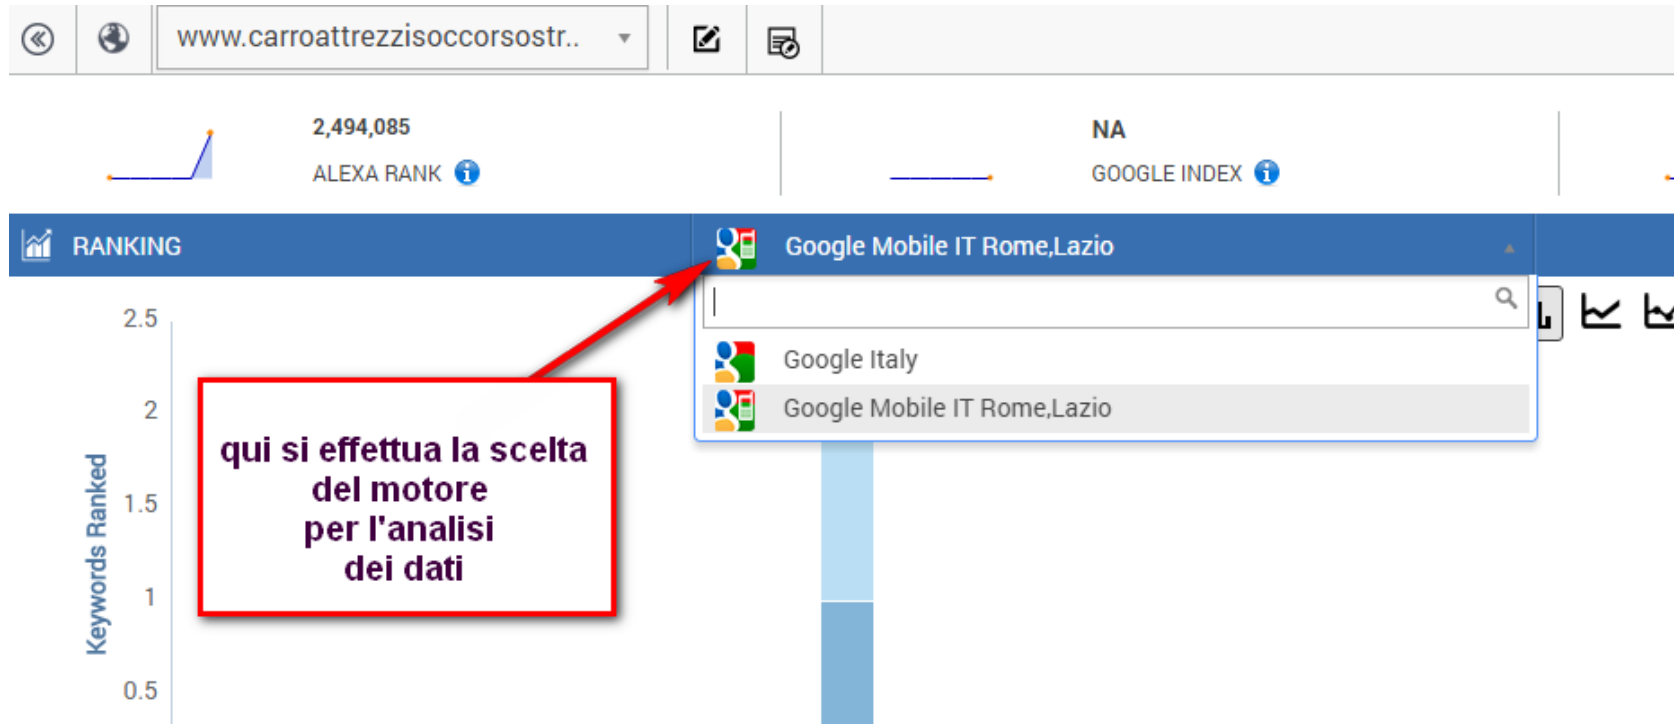 www.carroattrezzisoccorsostr..
2,494,085
ALEXA RANK
NA
GOOGLE INDEX
RANKING
Google Mobile IT Rome,Lazio
Google Italy
Google Mobile IT Rome,Lazio
2.5
2
1.5
1
0.5
Keywords Ranked
qui si effettua la scelta
del motore
per l'analisi
dei dati